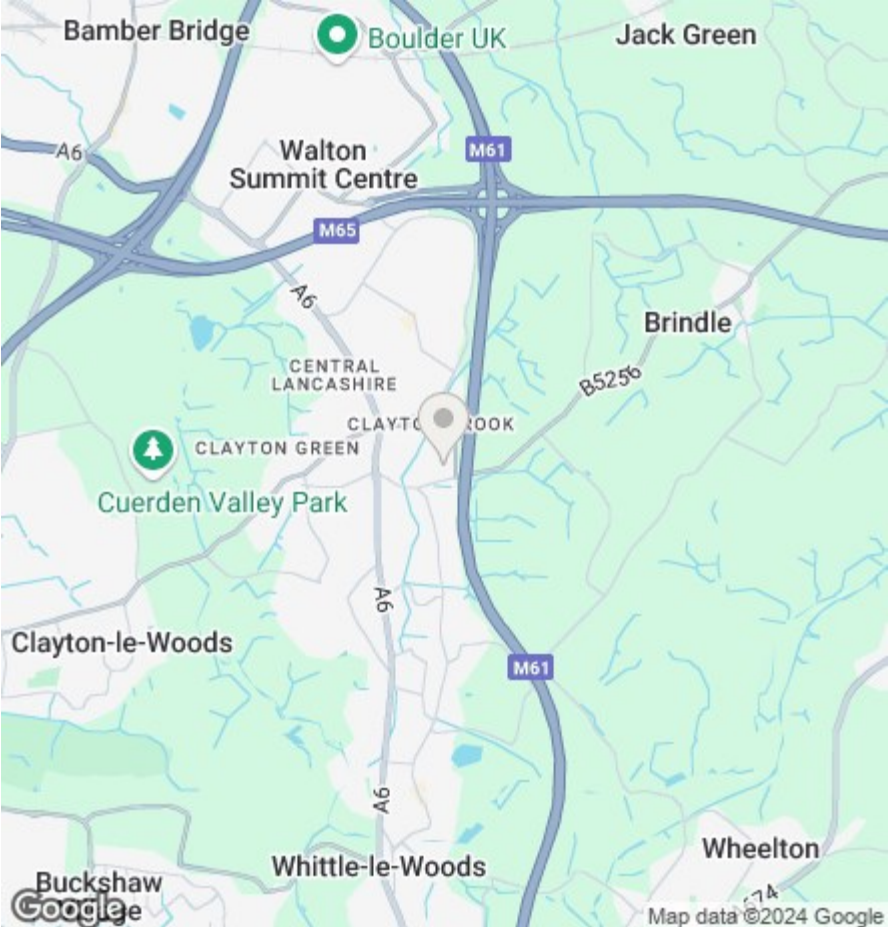 Bamber Bridge
Boulder UK
Jack Green
A6
Walton
Summit Centre
M61
M65
A6
Brindle
CENTRAL
LANCASHIRE
B5256
CLAYTON GREEN
Cuerden Valley Park
A6
Clayton-le-Woods
M61
A6
Whittle-le-Woods
Wheelton
Buckshaw
Google
Map data ©2024 Google